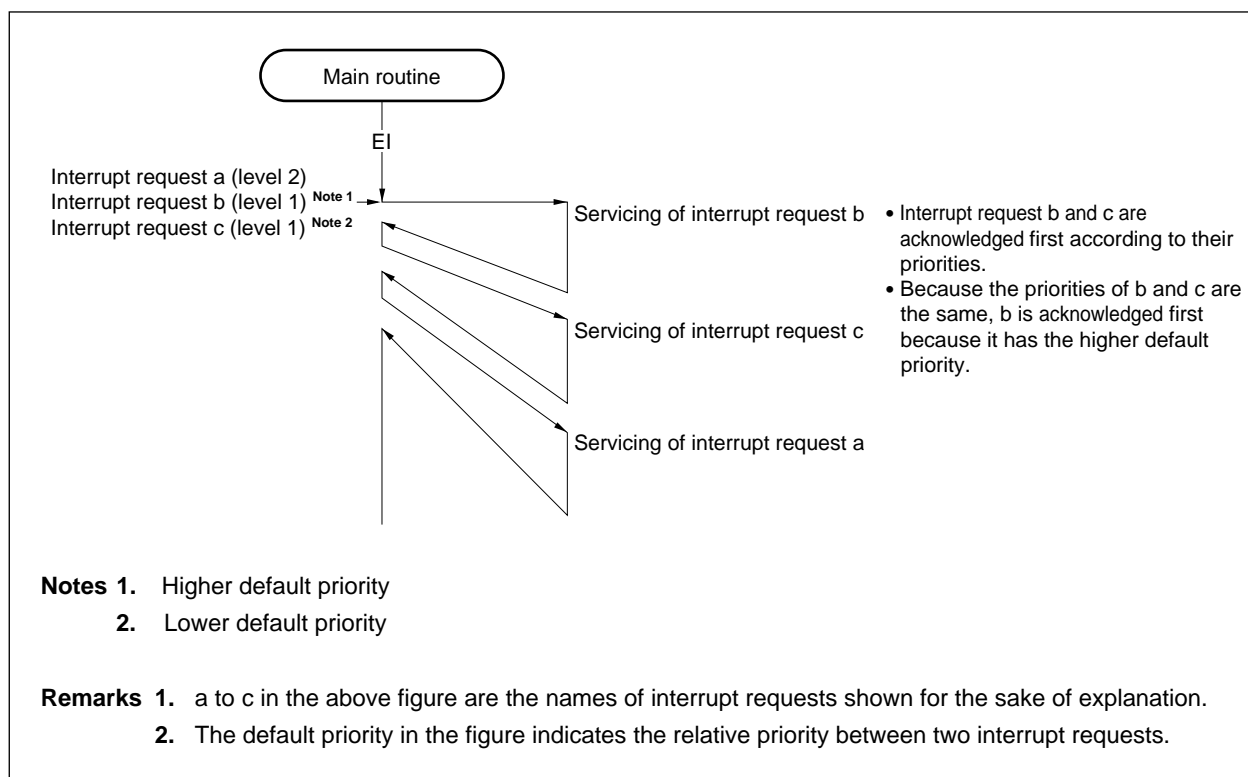 Main routine
EI
Interrupt request a (level 2)
Interrupt request b (level 1) Note 1
Interrupt request c (level 1) Note 2
Servicing of interrupt request b
• Interrupt request b and c are
acknowledged first according to their
priorities.
• Because the priorities of b and c are
the same, b is acknowledged first
because it has the higher default
priority.
Servicing of interrupt request c
Servicing of interrupt request a
Notes 1. Higher default priority
2. Lower default priority
Remarks 1. a to c in the above figure are the names of interrupt requests shown for the sake of explanation.
2. The default priority in the figure indicates the relative priority between two interrupt requests.